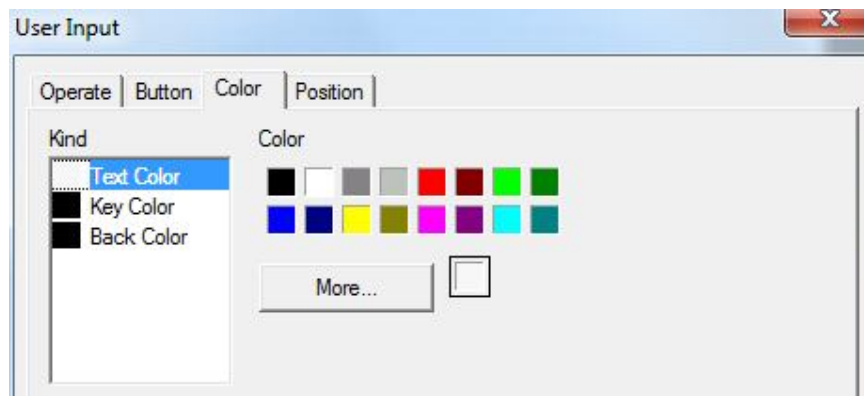 User Input
Operate Button Color Position
Kind Color
Text Color
Key Color
Back Color
More...